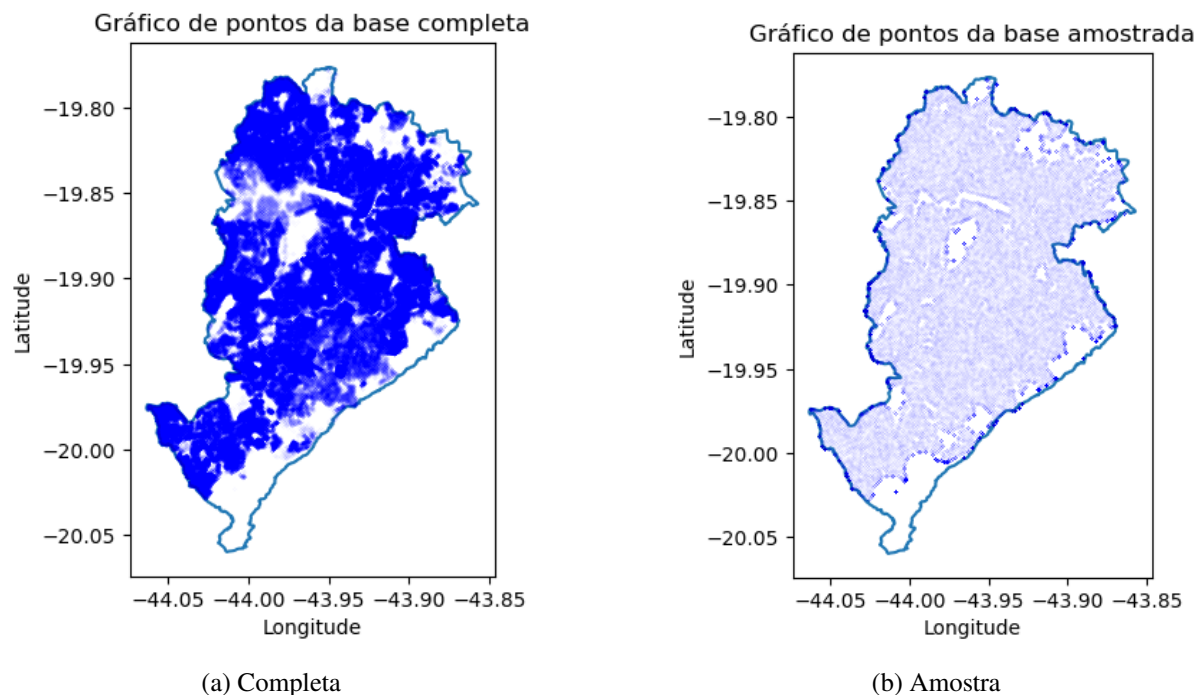 Gráfico de pontos da base completa
−19.80
−19.85
−19.90
−19.95
−20.00
−20.05
Latitude
−44.05 −44.00 −43.95 −43.90 −43.85
Longitude
(a) Completa
Gráfico de pontos da base amostrada
−19.80
−19.85
−19.90
−19.95
−20.00
−20.05
Latitude
−44.05 −44.00 −43.95 −43.90 −43.85
Longitude
(b) Amostra